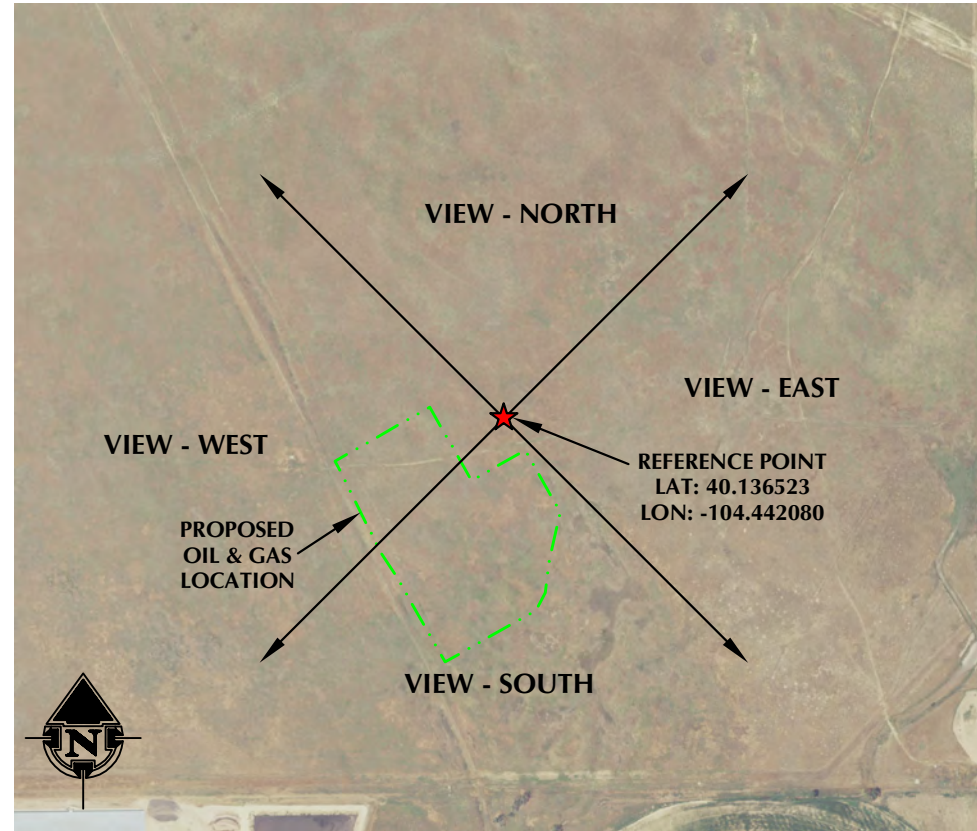 VIEW - NORTH
VIEW - EAST
VIEW - WEST
REFERENCE POINT
LAT: 40.136523
LON: -104.442080
PROPOSED
OIL & GAS
LOCATION
VIEW - SOUTH
N